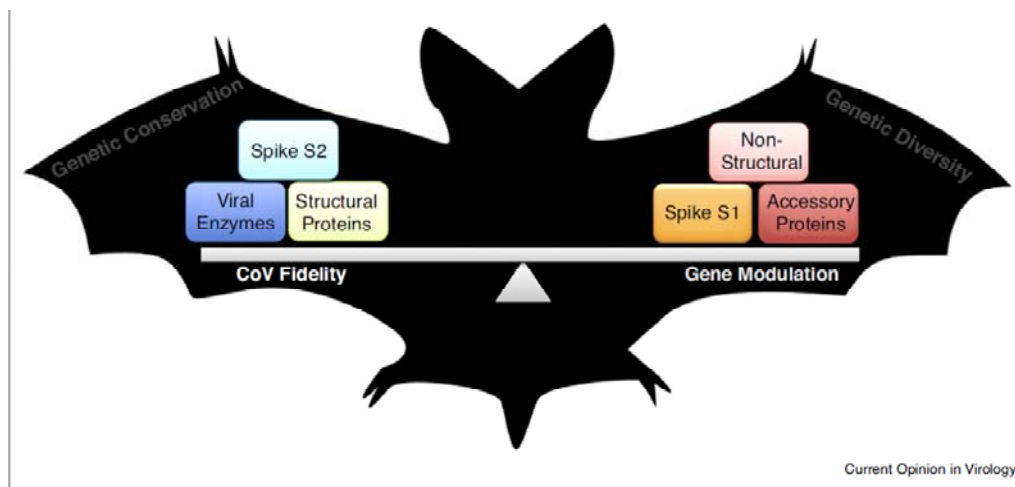 Genetic Conservation
Genetic Diversity
Spike S2
Viral
Enzymes
Structural
Proteins
Non-
Structural
Spike S1
Accessory
Proteins
CoV Fidelity
Gene Modulation
Current Opinion in Virology